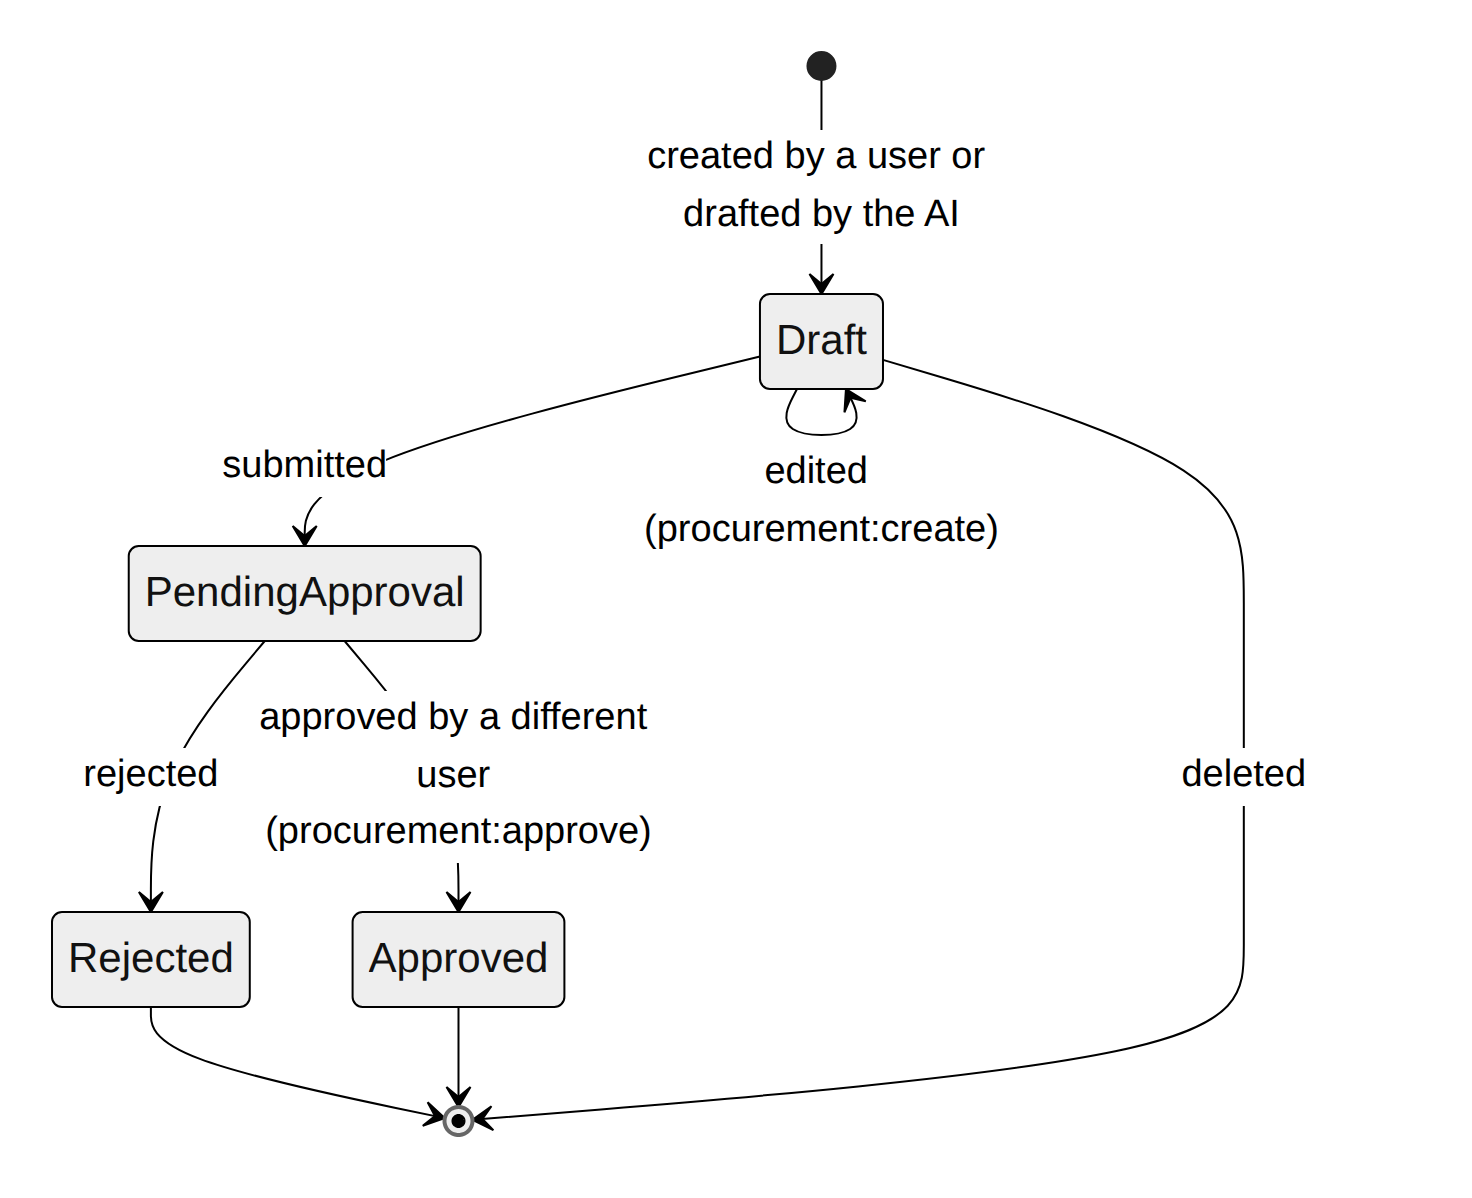 created by a user or
drafted by the AI
Draft
submitted
edited
(procurement:create)
PendingApproval
approved by a different
user
(procurement:approve)
rejected
deleted
Rejected
Approved